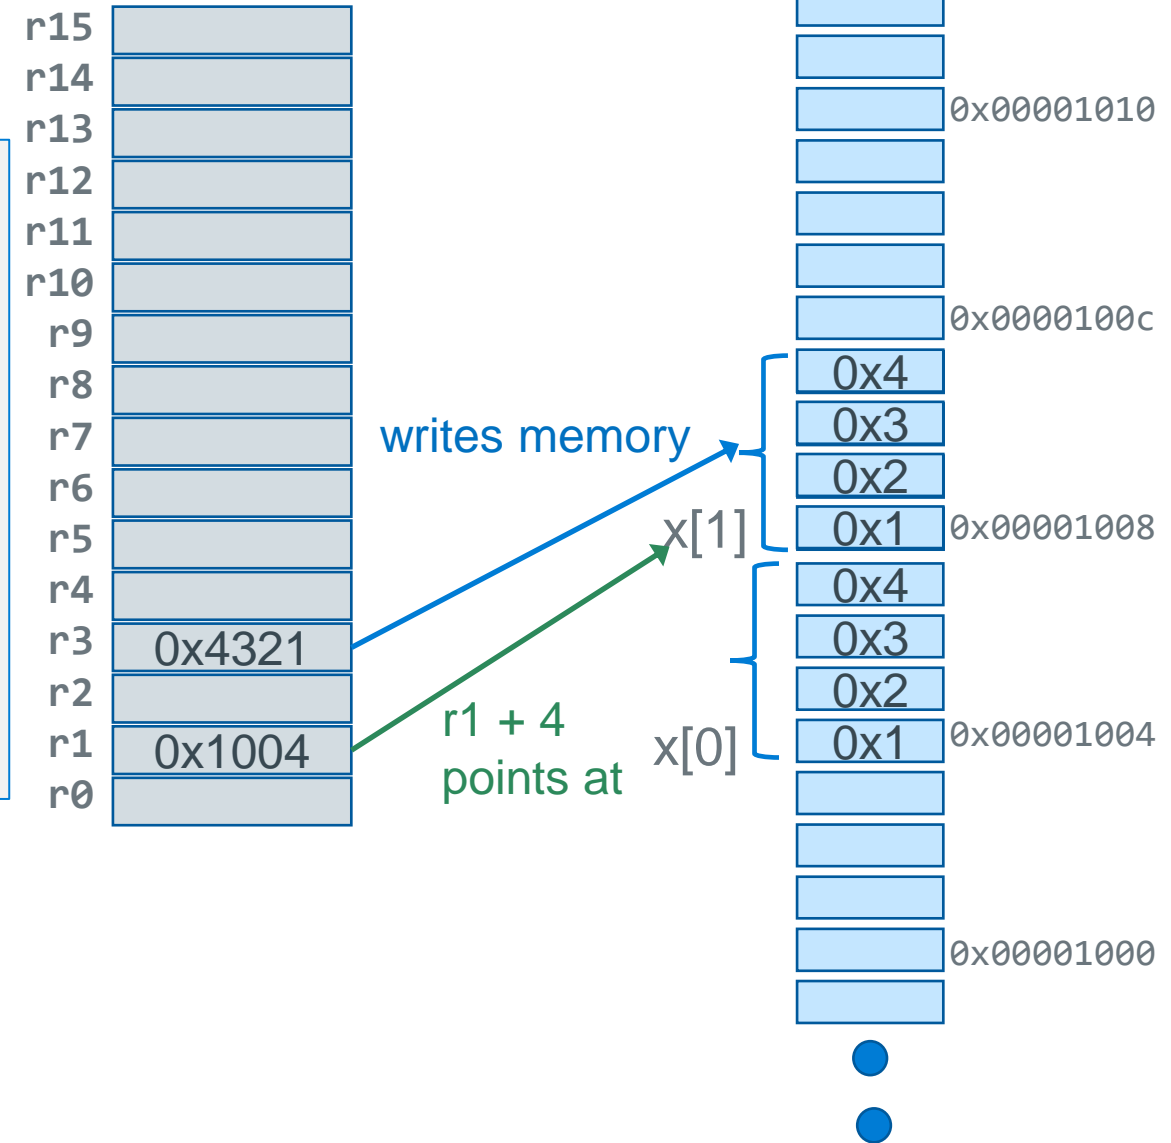 r15
r14
r13
r12
r11
r10
r9
r8
r7
r6
r5
r4
r3 0x4321
r2
r1 0x1004
r0
writes memory
r1 + 4
points at
x[1]
x[0]
0x00001010
0x0000100c
0x4
0x3
0x2
0x1 0x00001008
0x4
0x3
0x2
0x1 0x00001004
0x00001000